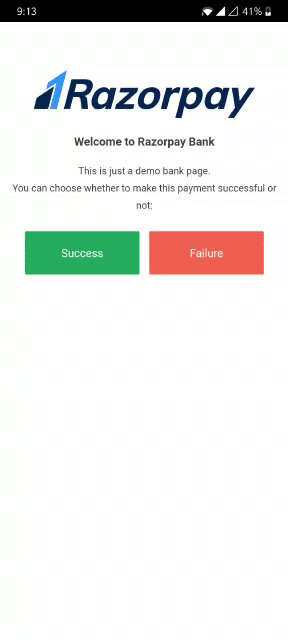 9:13
41%
Razorpay
Welcome to Razorpay Bank
This is just a demo bank page.
You can choose whether to make this payment successful or
not:
Success
Failure